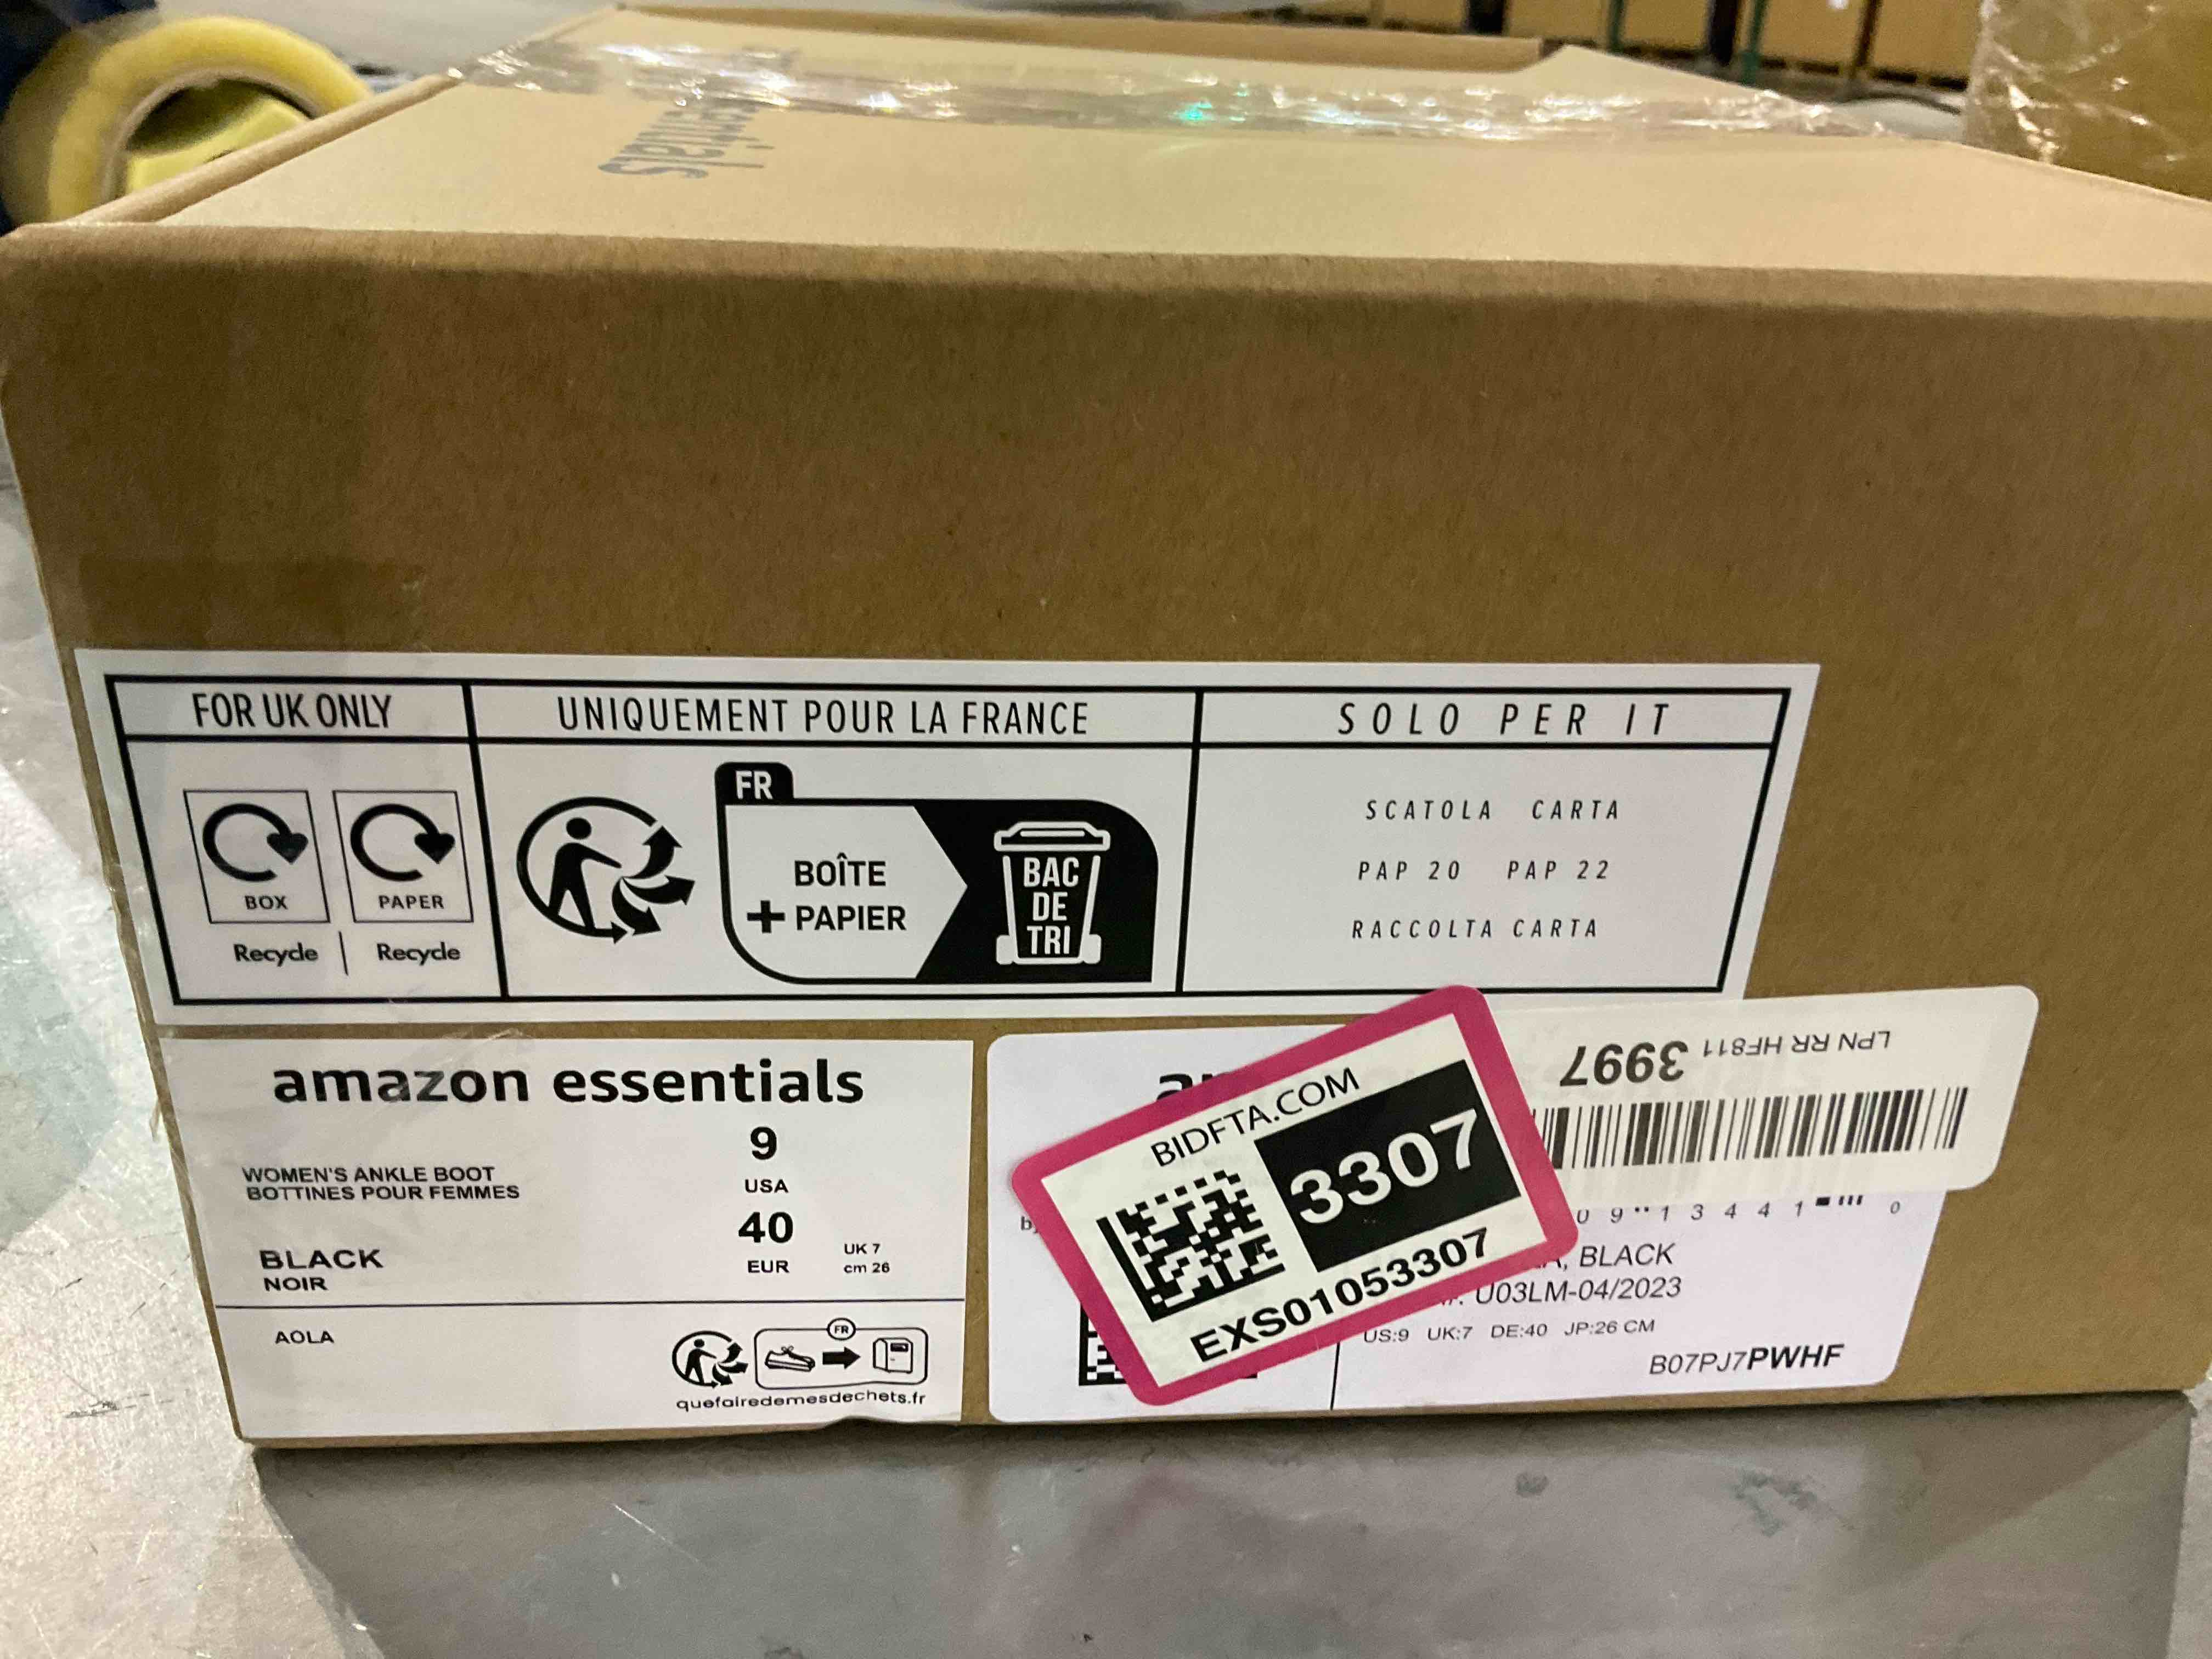 essentials
FOR UK ONLY
BOX
PAPER
Recycle
Recycle
UNIQUEMENT POUR LA FRANCE
FR
BOÎTE
+ PAPIER
BAC
DE
TRI
SOLO PER IT
SCATOLA CARTA
PAP 20 PAP 22
RACCOLTA CARTA
amazon essentials
WOMEN'S ANKLE BOOT
BOTTINES POUR FEMMES
BLACK
NOIR
9
USA
40
EUR
UK 7
cm 26
AOLA
FR
quefairedemesdechets.fr
BIDFTA.COM
3307
EXS01053307
LPN RR HF811 3997
BLACK
U03LM-04/2023
US:9 UK:7 DE:40 JP:26 CM
B07PJ7PWHF